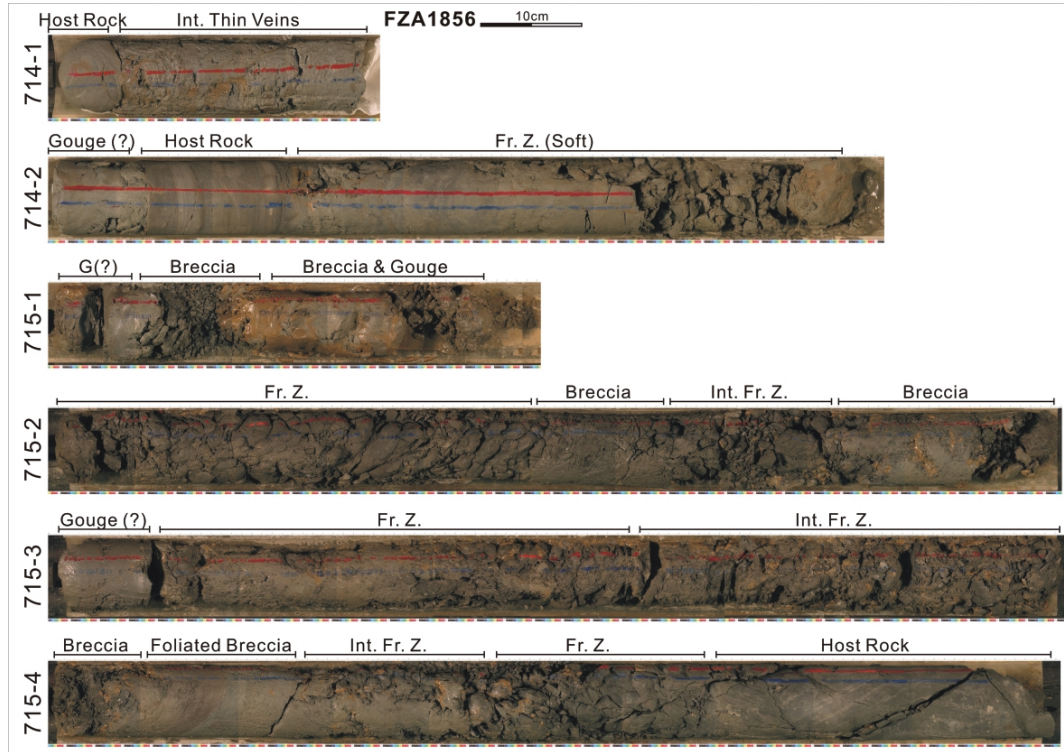 FZA1856 10cm
Host Rock Int. Thin Veins
714-1
Gouge (?) Host Rock Fr. Z. (Soft)
714-2
G(?) Breccia Breccia & Gouge
715-1
Fr. Z. Breccia Int. Fr. Z. Breccia
715-2
Gouge (?) Fr. Z. Int. Fr. Z.
715-3
Breccia Foliated Breccia Int. Fr. Z. Fr. Z. Host Rock
715-4